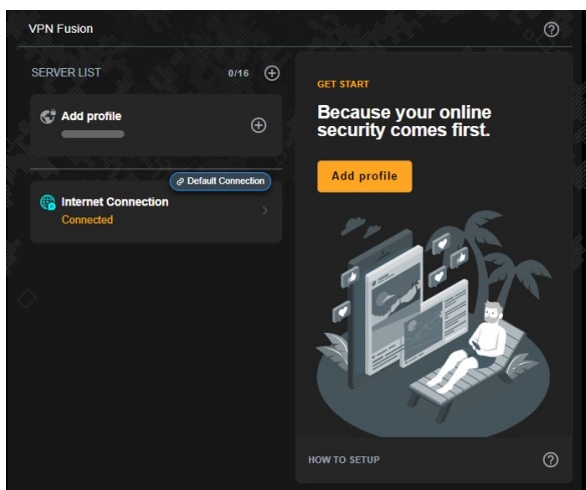 VPN Fusion
SERVER LIST
0/16
Add profile
Default Connection
Internet Connection
Connected
GET START
Because your online
security comes first.
Add profile
HOW TO SETUP